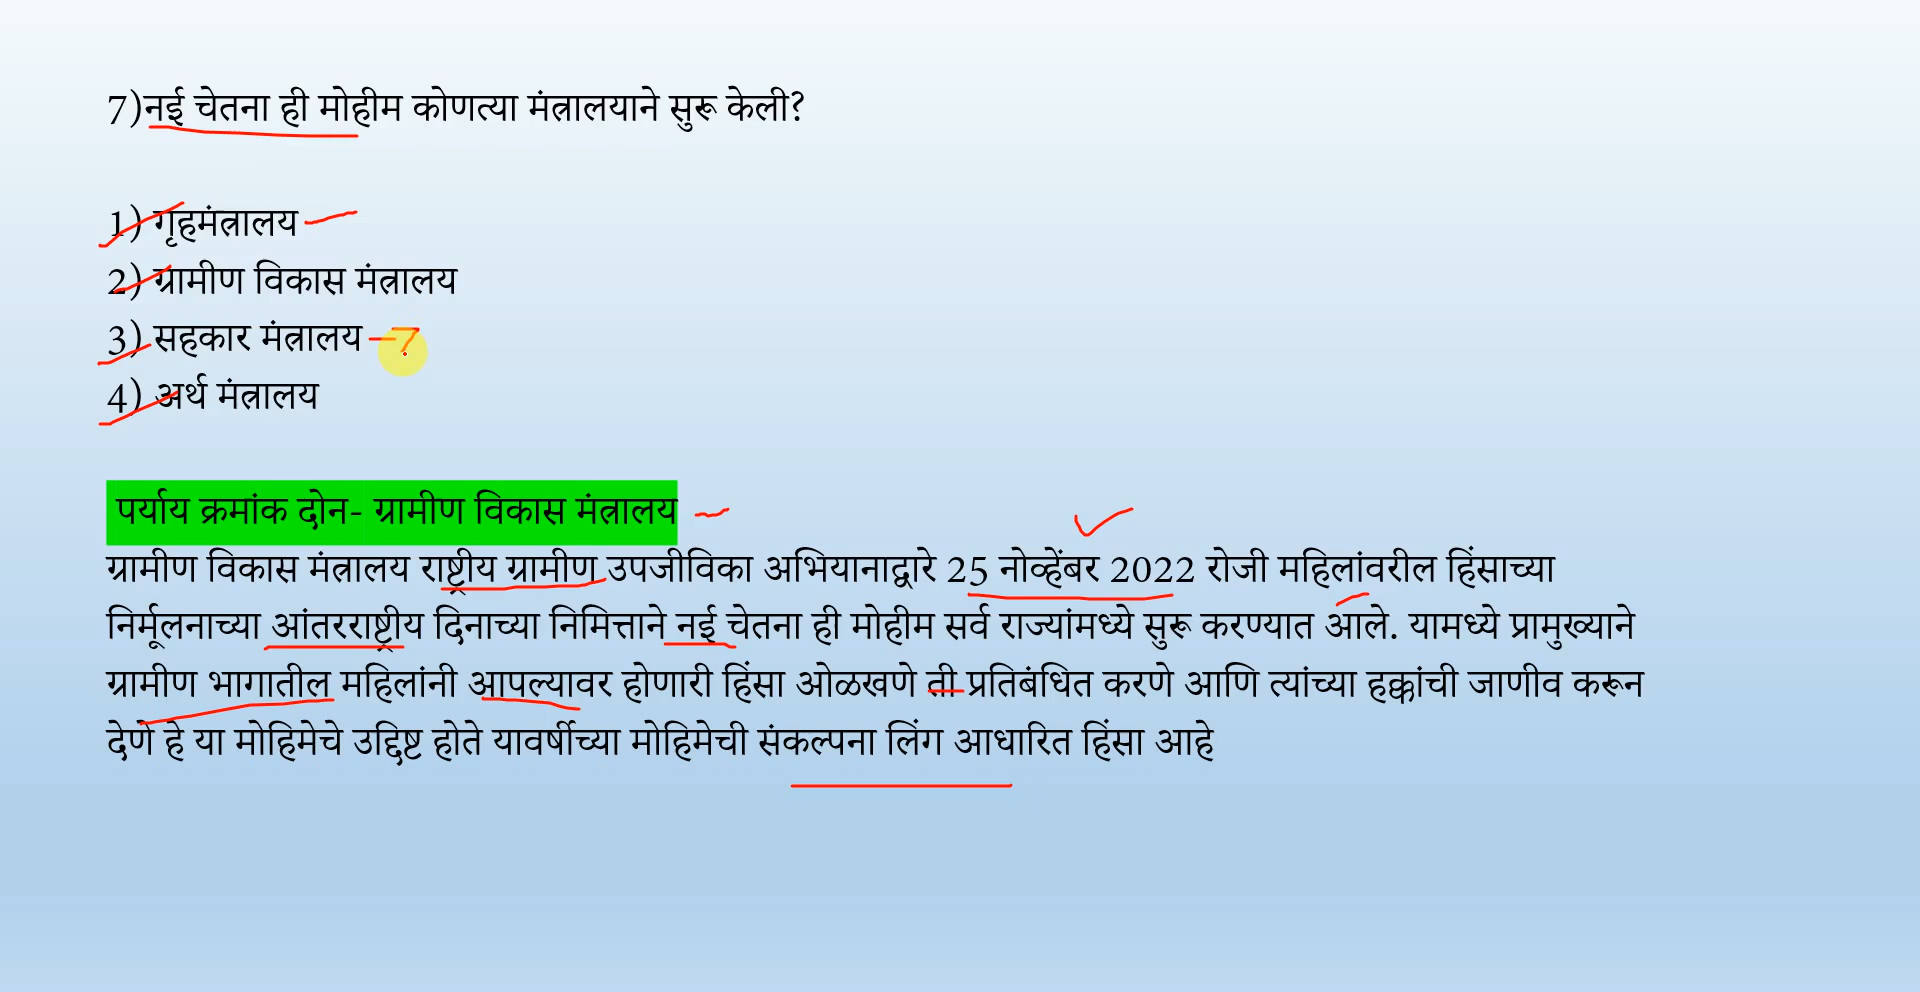 7)नई चेतना ही मोहीम कोणत्या मंत्रालयाने सुरू केली?
1) गृहमंत्रालय
2) ग्रामीण विकास मंत्रालय
3) सहकार मंत्रालय
4) अर्थ मंत्रालय
पर्याय क्रमांक दोन- ग्रामीण विकास मंत्रालय
ग्रामीण विकास मंत्रालय राष्ट्रीय ग्रामीण उपजीविका अभियानाद्वारे 25 नोव्हेंबर 2022 रोजी महिलांवरील हिंसाच्या
निर्मूलनाच्या आंतरराष्ट्रीय दिनाच्या निमित्ताने नई चेतना ही मोहीम सर्व राज्यांमध्ये सुरू करण्यात आले. यामध्ये प्रामुख्याने
ग्रामीण भागातील महिलांनी आपल्यावर होणारी हिंसा ओळखणे ती प्रतिबंधित करणे आणि त्यांच्या हक्कांची जाणीव करून
देणे हे या मोहिमेचे उद्दिष्ट होते यावर्षीच्या मोहिमेची संकल्पना लिंग आधारित हिंसा आहे